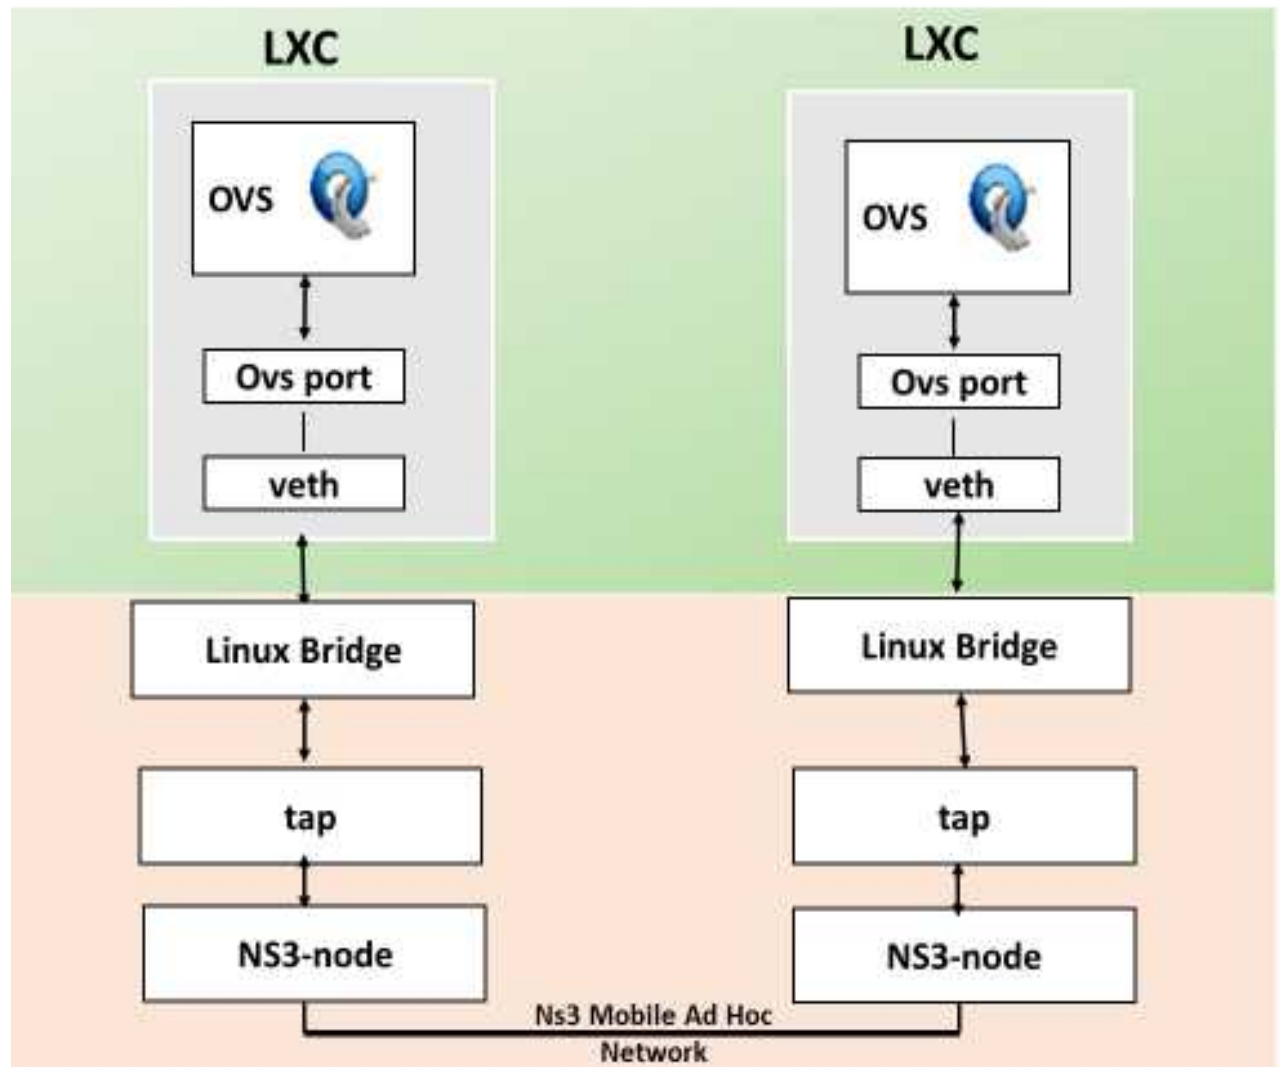 LXC
OVS
Ovs port
veth
Linux Bridge
tap
NS3-node
LXC
OVS
Ovs port
veth
Linux Bridge
tap
NS3-node
Ns3 Mobile Ad Hoc
Network